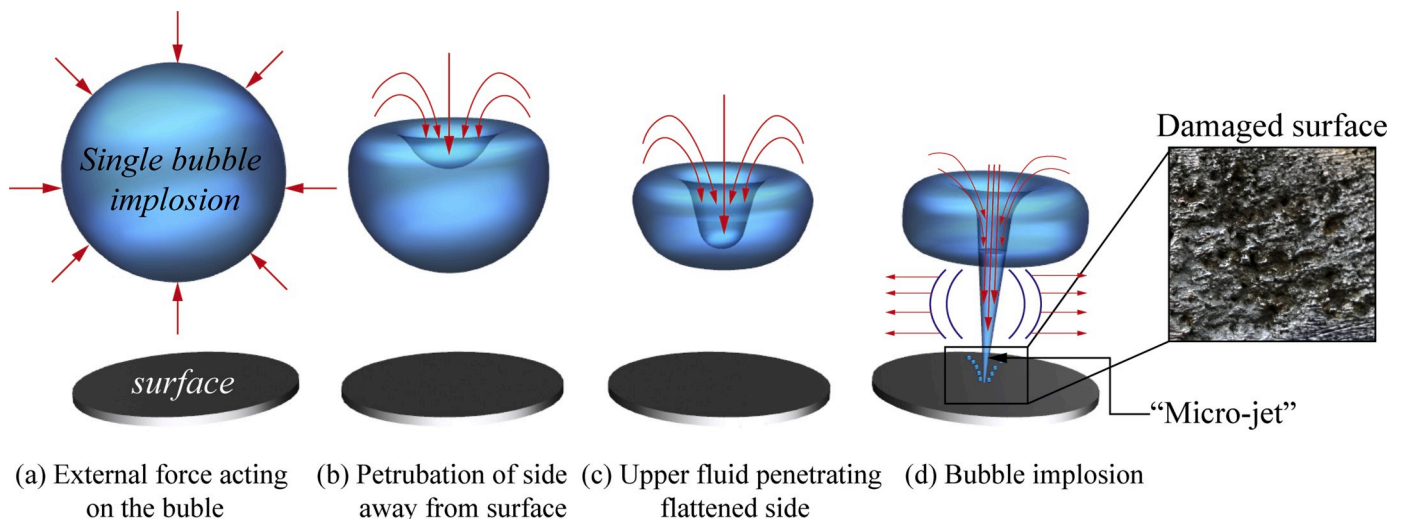 Single bubble
implosion
surface
Damaged surface
“Micro-jet”
(a) External force acting
on the buble
(b) Petrubation of side
away from surface
(c) Upper fluid penetrating
flattened side
(d) Bubble implosion